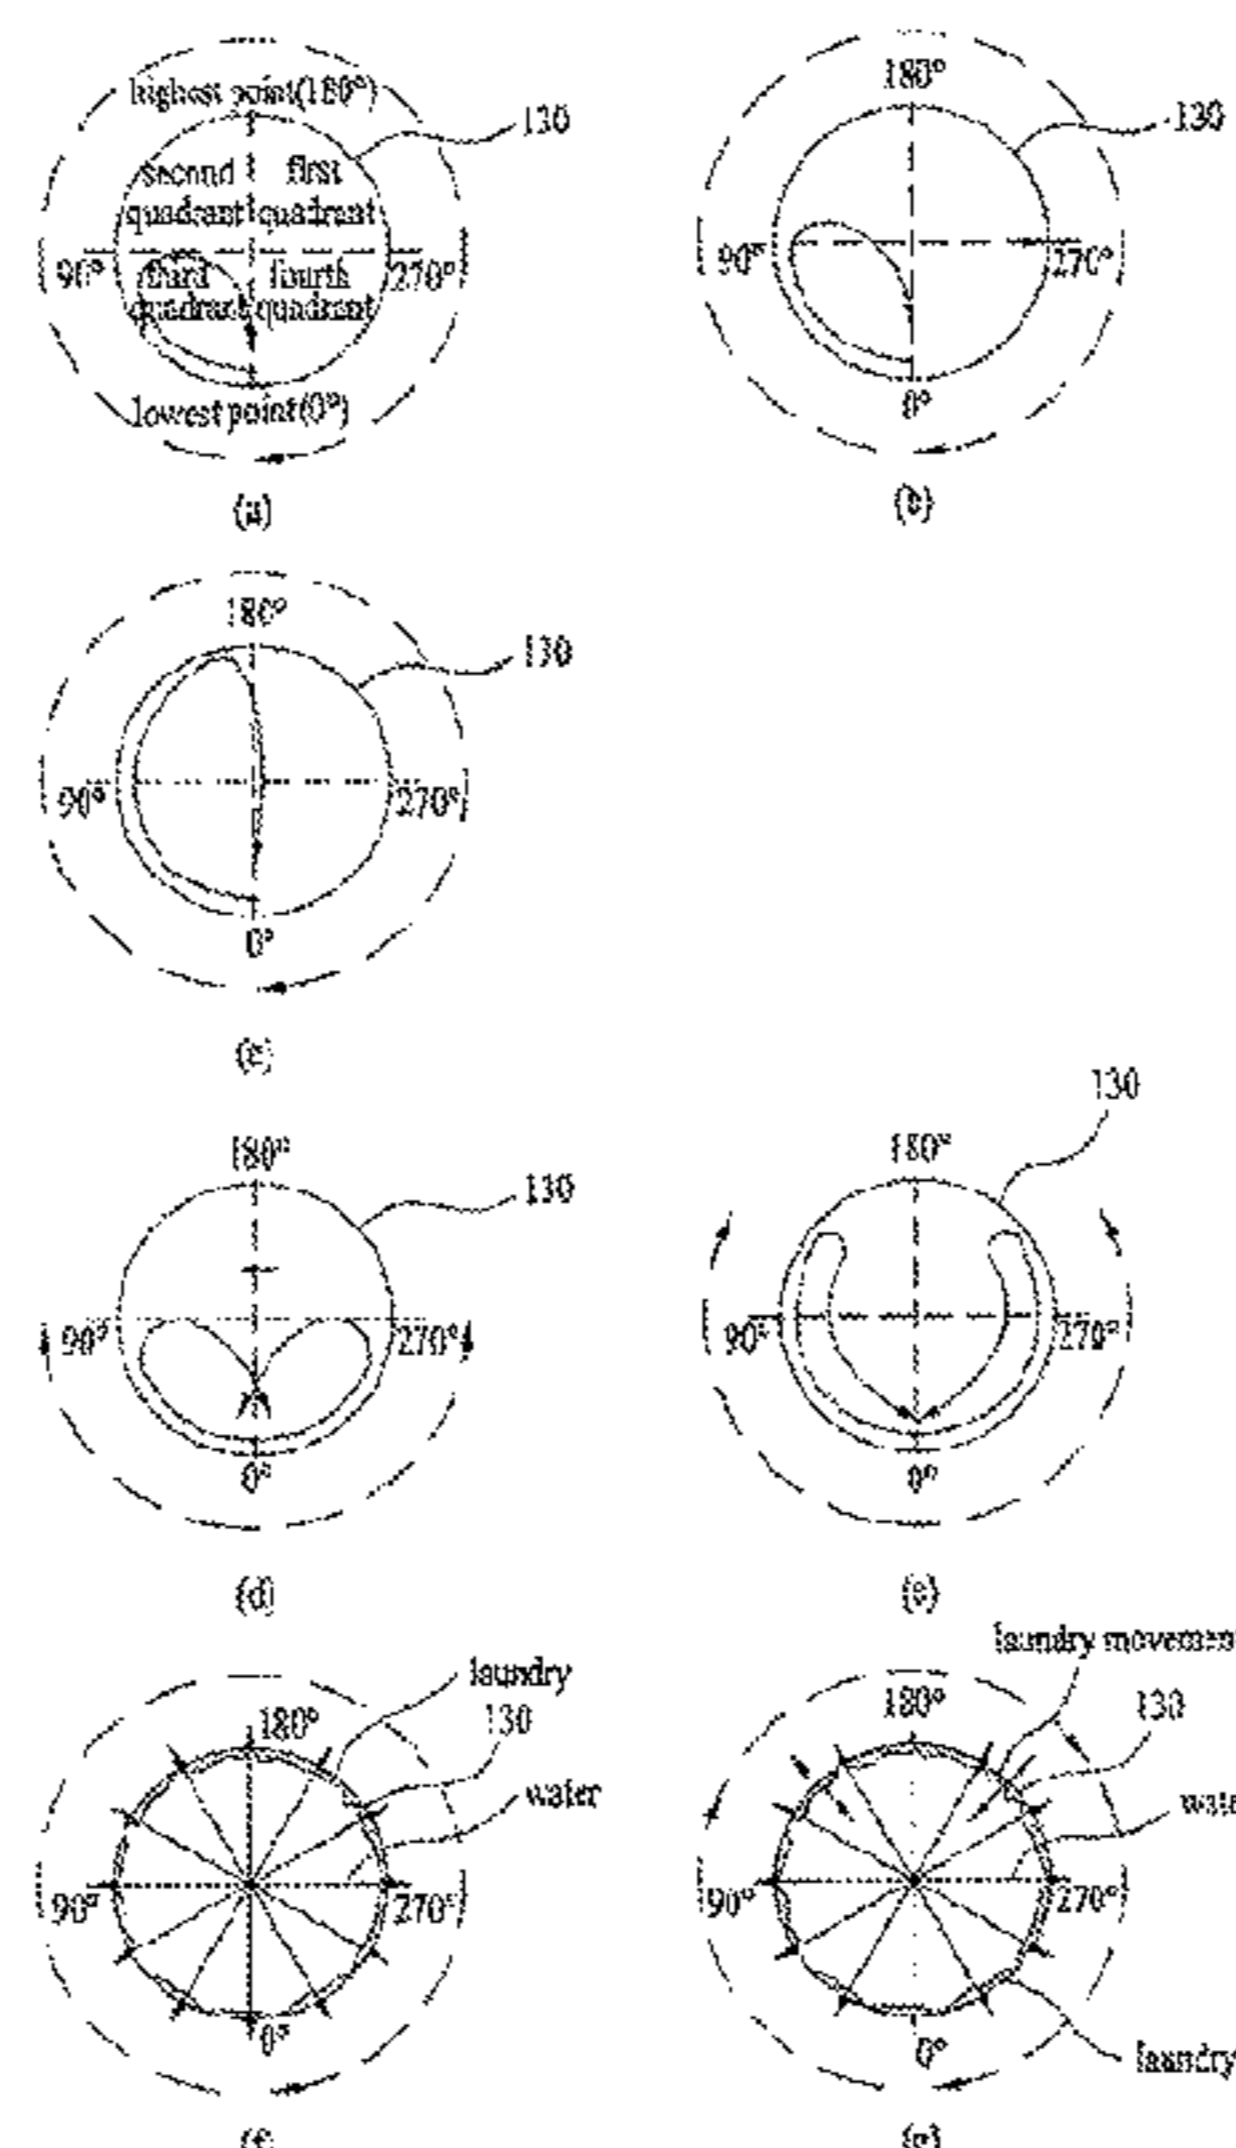 highest point(180°)
130
second first
quadrant quadrant
90° 270°
third fourth
quadrant quadrant
lowest point(0°)
(a)
180°
130
90° 270°
0°
(b)
180°
130
90° 270°
0°
(c)
180°
130
90° 270°
0°
(d)
130
180°
90° 270°
0°
(e)
laundry
180° 130
water
90° 270°
0°
(f)
laundry movemen
180° 130
wate
90° 270°
0°
laundry
(g)